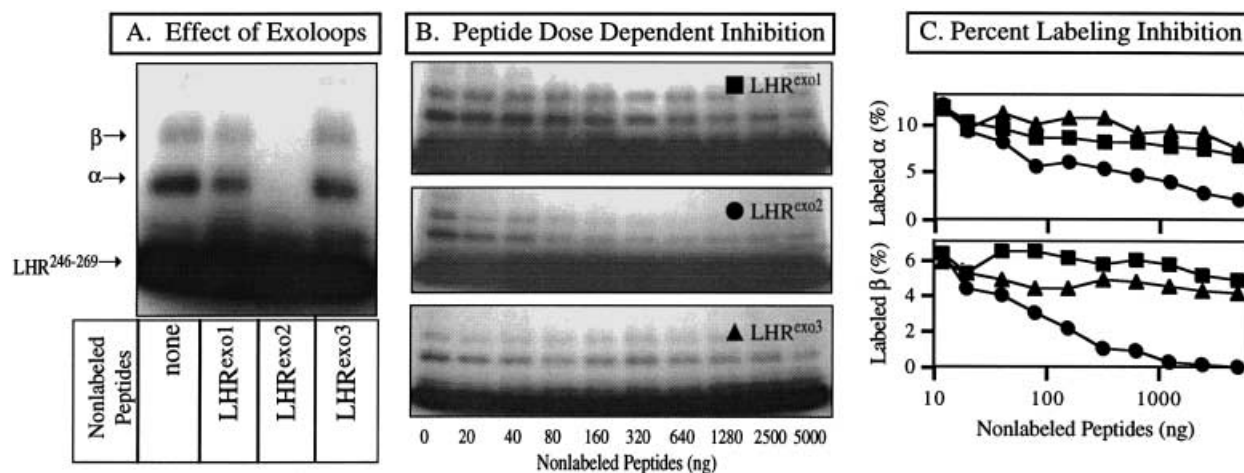 A. Effect of Exoloops
β→
α→
LHR246-269→
Nonlabeled Peptides
none
LHRexo1
LHRexo2
LHRexo3
B. Peptide Dose Dependent Inhibition
■ LHRexo1
● LHRexo2
▲ LHRexo3
0 20 40 80 160 320 640 1280 2500 5000
Nonlabeled Peptides (ng)
C. Percent Labeling Inhibition
Labeled α (%)
10
5
0
Labeled β (%)
6
4
2
0
10 100 1000
Nonlabeled Peptides (ng)